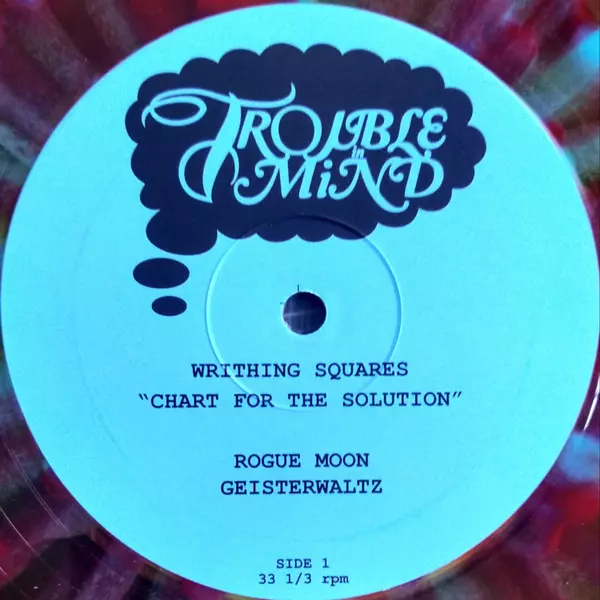 TROUBLE
in
MiND
WRITHING SQUARES
“CHART FOR THE SOLUTION”
ROGUE MOON
GEISTERWALTZ
SIDE 1
33 1/3 rpm